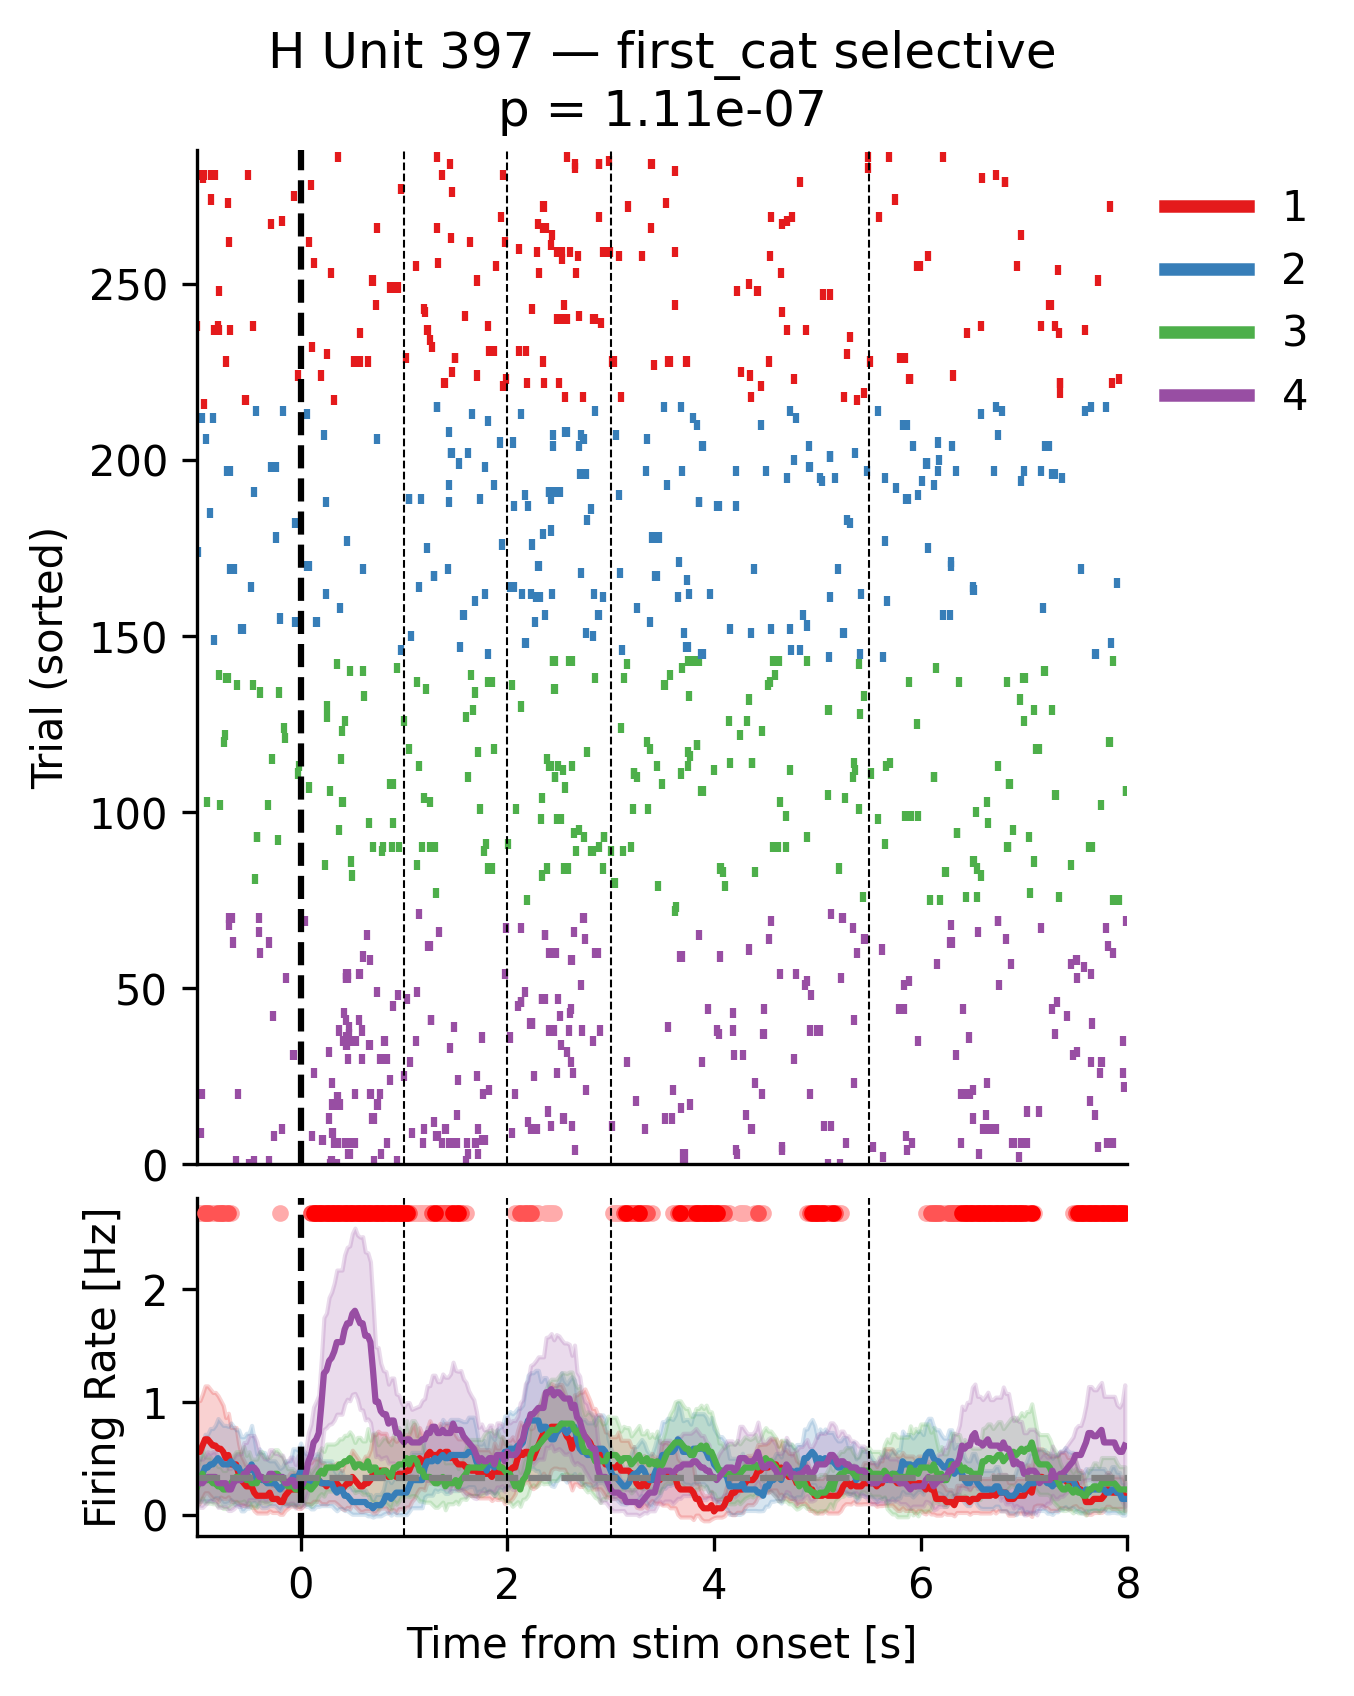 H Unit 397 — first_cat selective
p = 1.11e-07
Trial (sorted)
250
200
150
100
50
0
1
2
3
4
Firing Rate [Hz]
2
1
0
0 2 4 6 8
Time from stim onset [s]